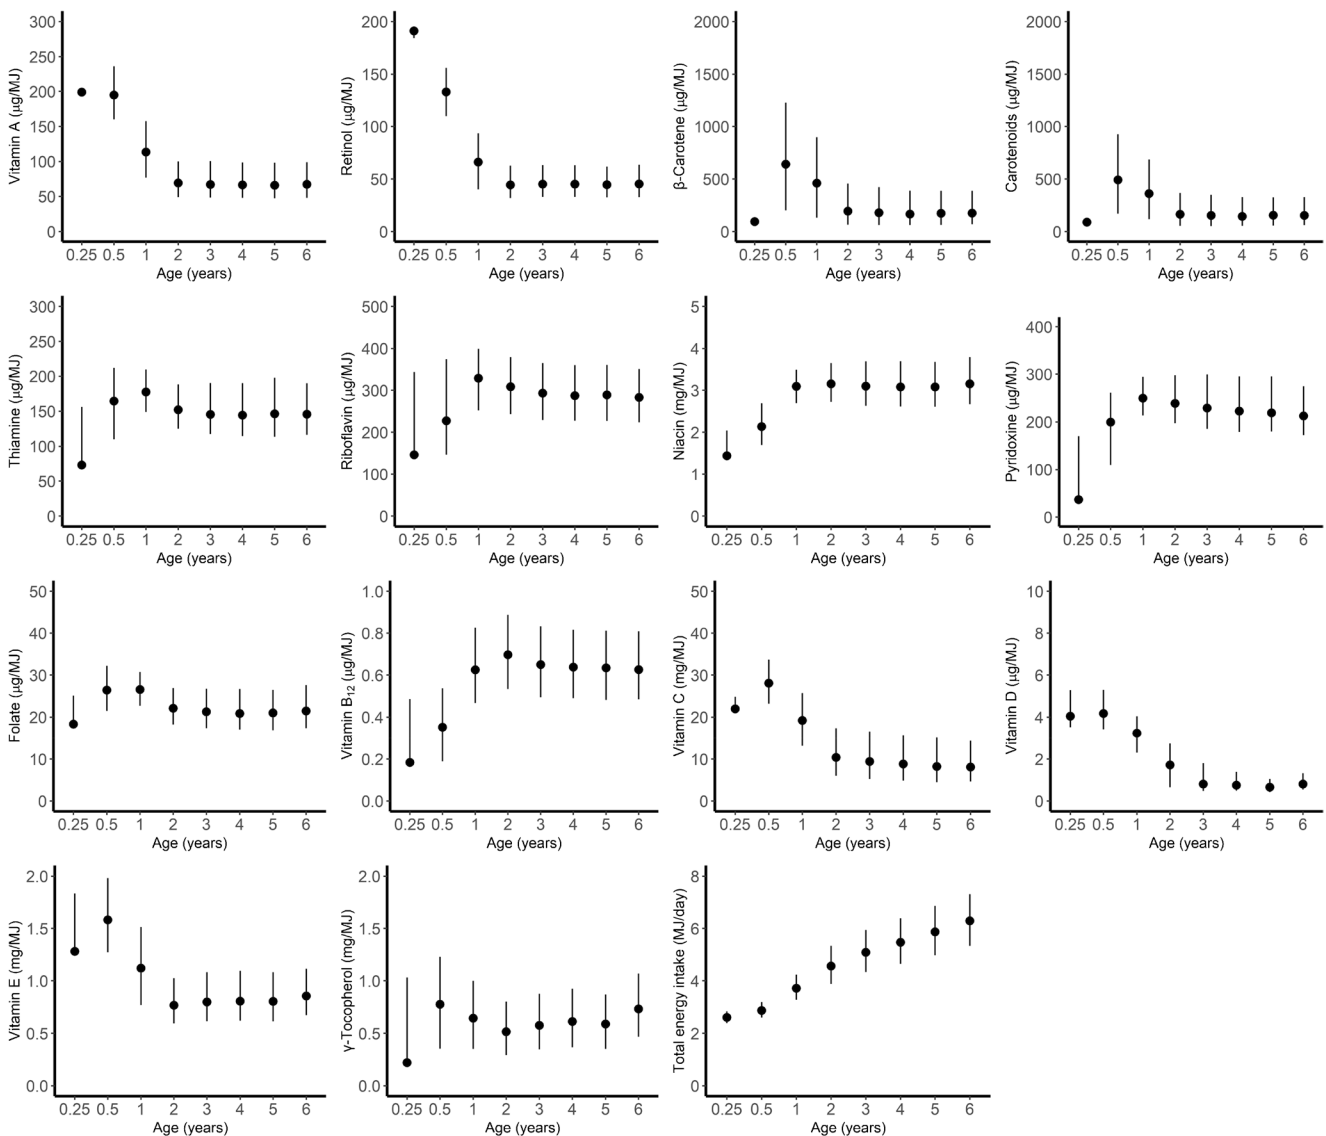 Vitamin A (µg/MJ)
300
250
200
150
100
50
0
0.25 0.5 1 2 3 4 5 6
Age (years)
Retinol (µg/MJ)
200
150
100
50
0
0.25 0.5 1 2 3 4 5 6
Age (years)
β-Carotene (µg/MJ)
2000
1500
1000
500
0
0.25 0.5 1 2 3 4 5 6
Age (years)
Carotenoids (µg/MJ)
2000
1500
1000
500
0
0.25 0.5 1 2 3 4 5 6
Age (years)
Thiamine (µg/MJ)
300
250
200
150
100
50
0
0.25 0.5 1 2 3 4 5 6
Age (years)
Riboflavin (µg/MJ)
500
400
300
200
100
0
0.25 0.5 1 2 3 4 5 6
Age (years)
Niacin (mg/MJ)
5
4
3
2
1
0
0.25 0.5 1 2 3 4 5 6
Age (years)
Pyridoxine (µg/MJ)
400
300
200
100
0
0.25 0.5 1 2 3 4 5 6
Age (years)
Folate (µg/MJ)
50
40
30
20
10
0
0.25 0.5 1 2 3 4 5 6
Age (years)
Vitamin B₁₂ (µg/MJ)
1.0
0.8
0.6
0.4
0.2
0.0
0.25 0.5 1 2 3 4 5 6
Age (years)
Vitamin C (mg/MJ)
50
40
30
20
10
0
0.25 0.5 1 2 3 4 5 6
Age (years)
Vitamin D (µg/MJ)
10
8
6
4
2
0
0.25 0.5 1 2 3 4 5 6
Age (years)
Vitamin E (mg/MJ)
2.0
1.5
1.0
0.5
0.0
0.25 0.5 1 2 3 4 5 6
Age (years)
γ-Tocopherol (mg/MJ)
2.0
1.5
1.0
0.5
0.0
0.25 0.5 1 2 3 4 5 6
Age (years)
Total energy intake (MJ/day)
8
6
4
2
0
0.25 0.5 1 2 3 4 5 6
Age (years)